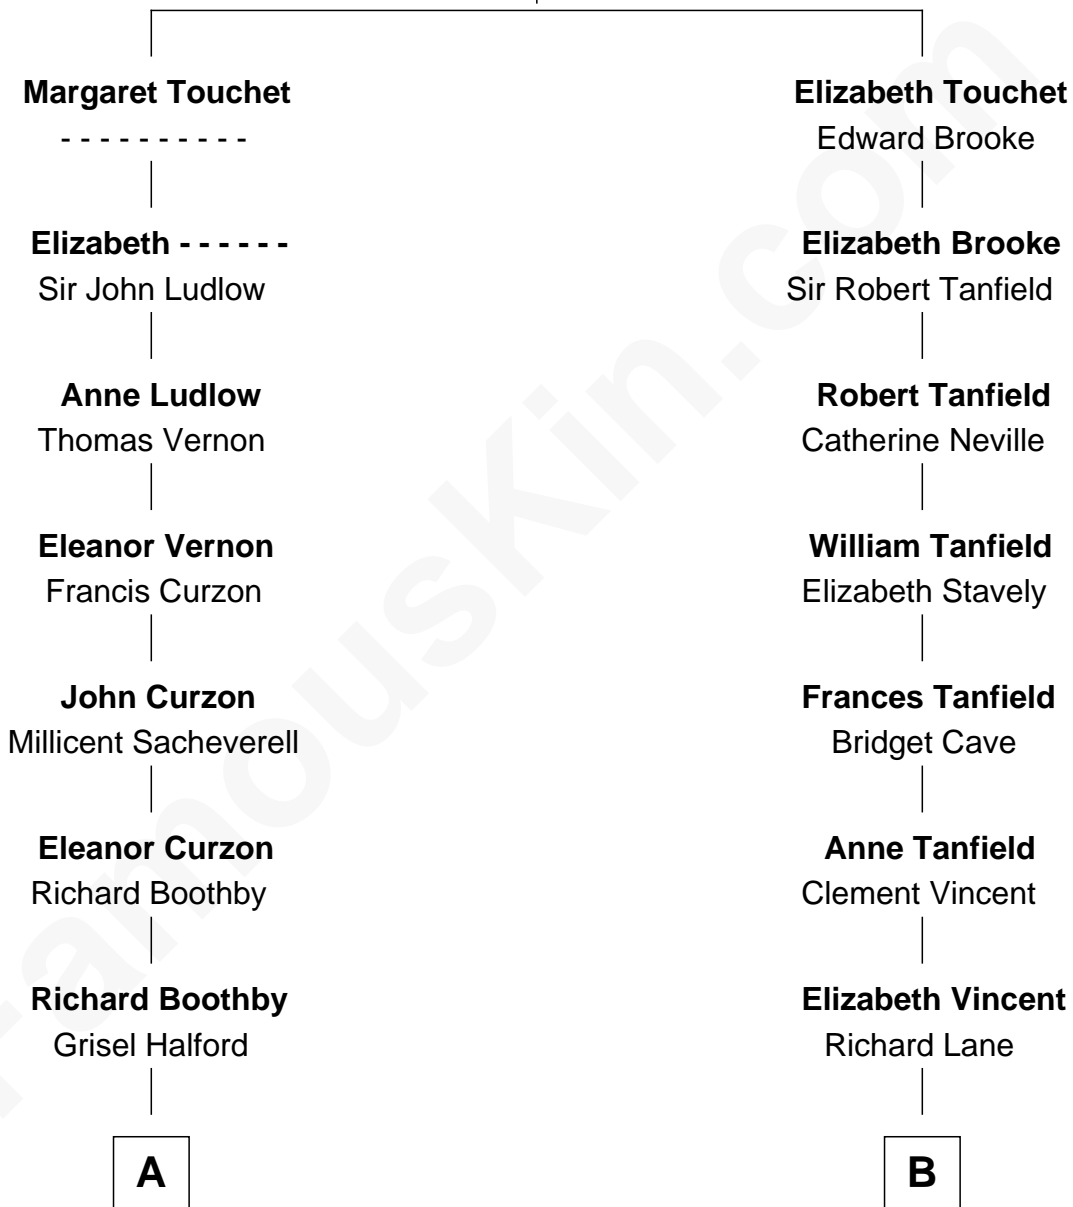 Margaret Touchet
- - - - - - - - - -
Elizabeth - - - - - -
Sir John Ludlow
Anne Ludlow
Thomas Vernon
Eleanor Vernon
Francis Curzon
John Curzon
Millicent Sacheverell
Eleanor Curzon
Richard Boothby
Richard Boothby
Grisel Halford
A
Elizabeth Touchet
Edward Brooke
Elizabeth Brooke
Sir Robert Tanfield
Robert Tanfield
Catherine Neville
William Tanfield
Elizabeth Stavely
Frances Tanfield
Bridget Cave
Anne Tanfield
Clement Vincent
Elizabeth Vincent
Richard Lane
B
FamousKin.com